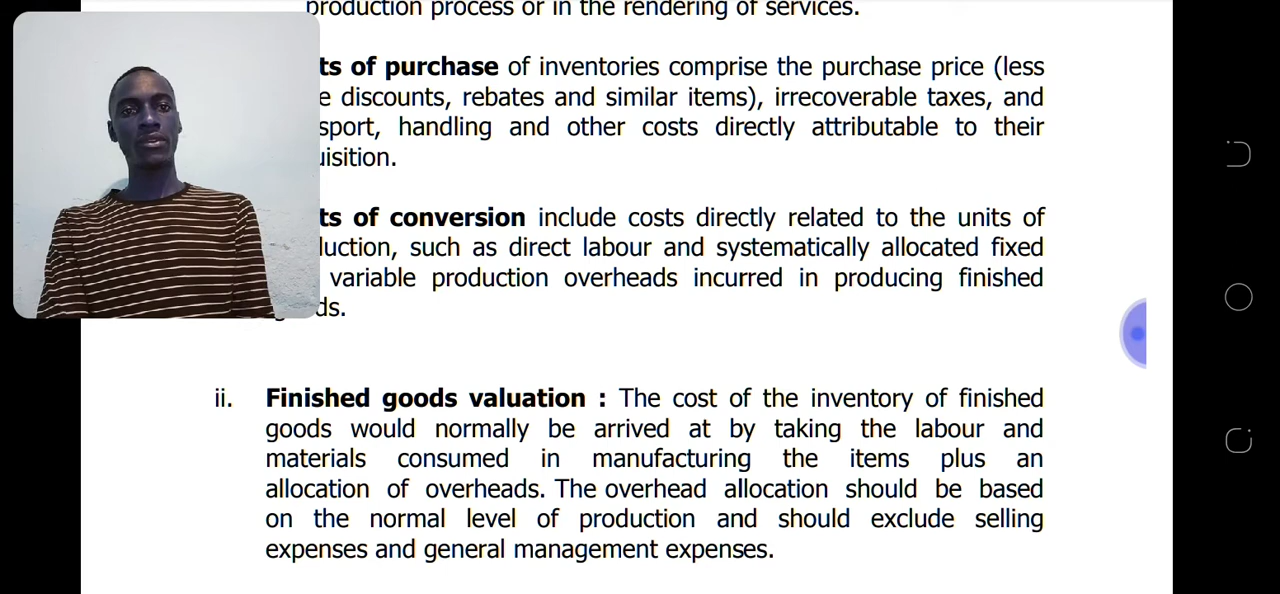 production process or in the rendering of services.
ts of purchase of inventories comprise the purchase price (less
e discounts, rebates and similar items), irrecoverable taxes, and
sport, handling and other costs directly attributable to their
isition.
ts of conversion include costs directly related to the units of
luction, such as direct labour and systematically allocated fixed
variable production overheads incurred in producing finished
ds.
ii. Finished goods valuation : The cost of the inventory of finished
goods would normally be arrived at by taking the labour and
materials consumed in manufacturing the items plus an
allocation of overheads. The overhead allocation should be based
on the normal level of production and should exclude selling
expenses and general management expenses.